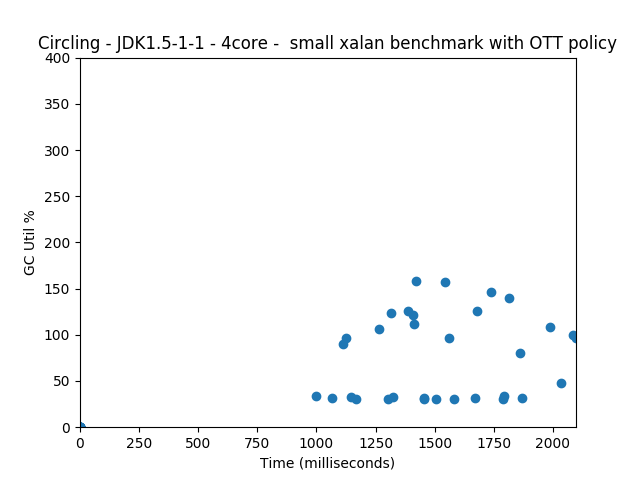 Circling - JDK1.5-1-1 - 4core -  small xalan benchmark with OTT policy
400
350
300
250
200
150
100
50
0
GC Util %
0 250 500 750 1000 1250 1500 1750 2000
Time (milliseconds)